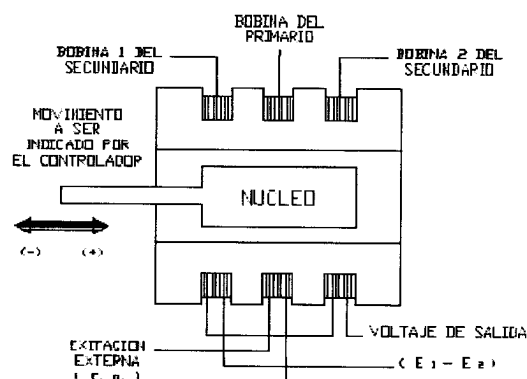 BOBINA DEL
PRIMARIO
BOBINA 1 DEL
SECUNDARIO
BOBINA 2 DEL
SECUNDARIO
MOVIMIENTO
A SER
INDICADO POR
EL CONTROLADOR
NUCLEO
(-) (+)
VOLTAJE DE SALIDA
(E1-E2)
EXITACION
EXTERNA